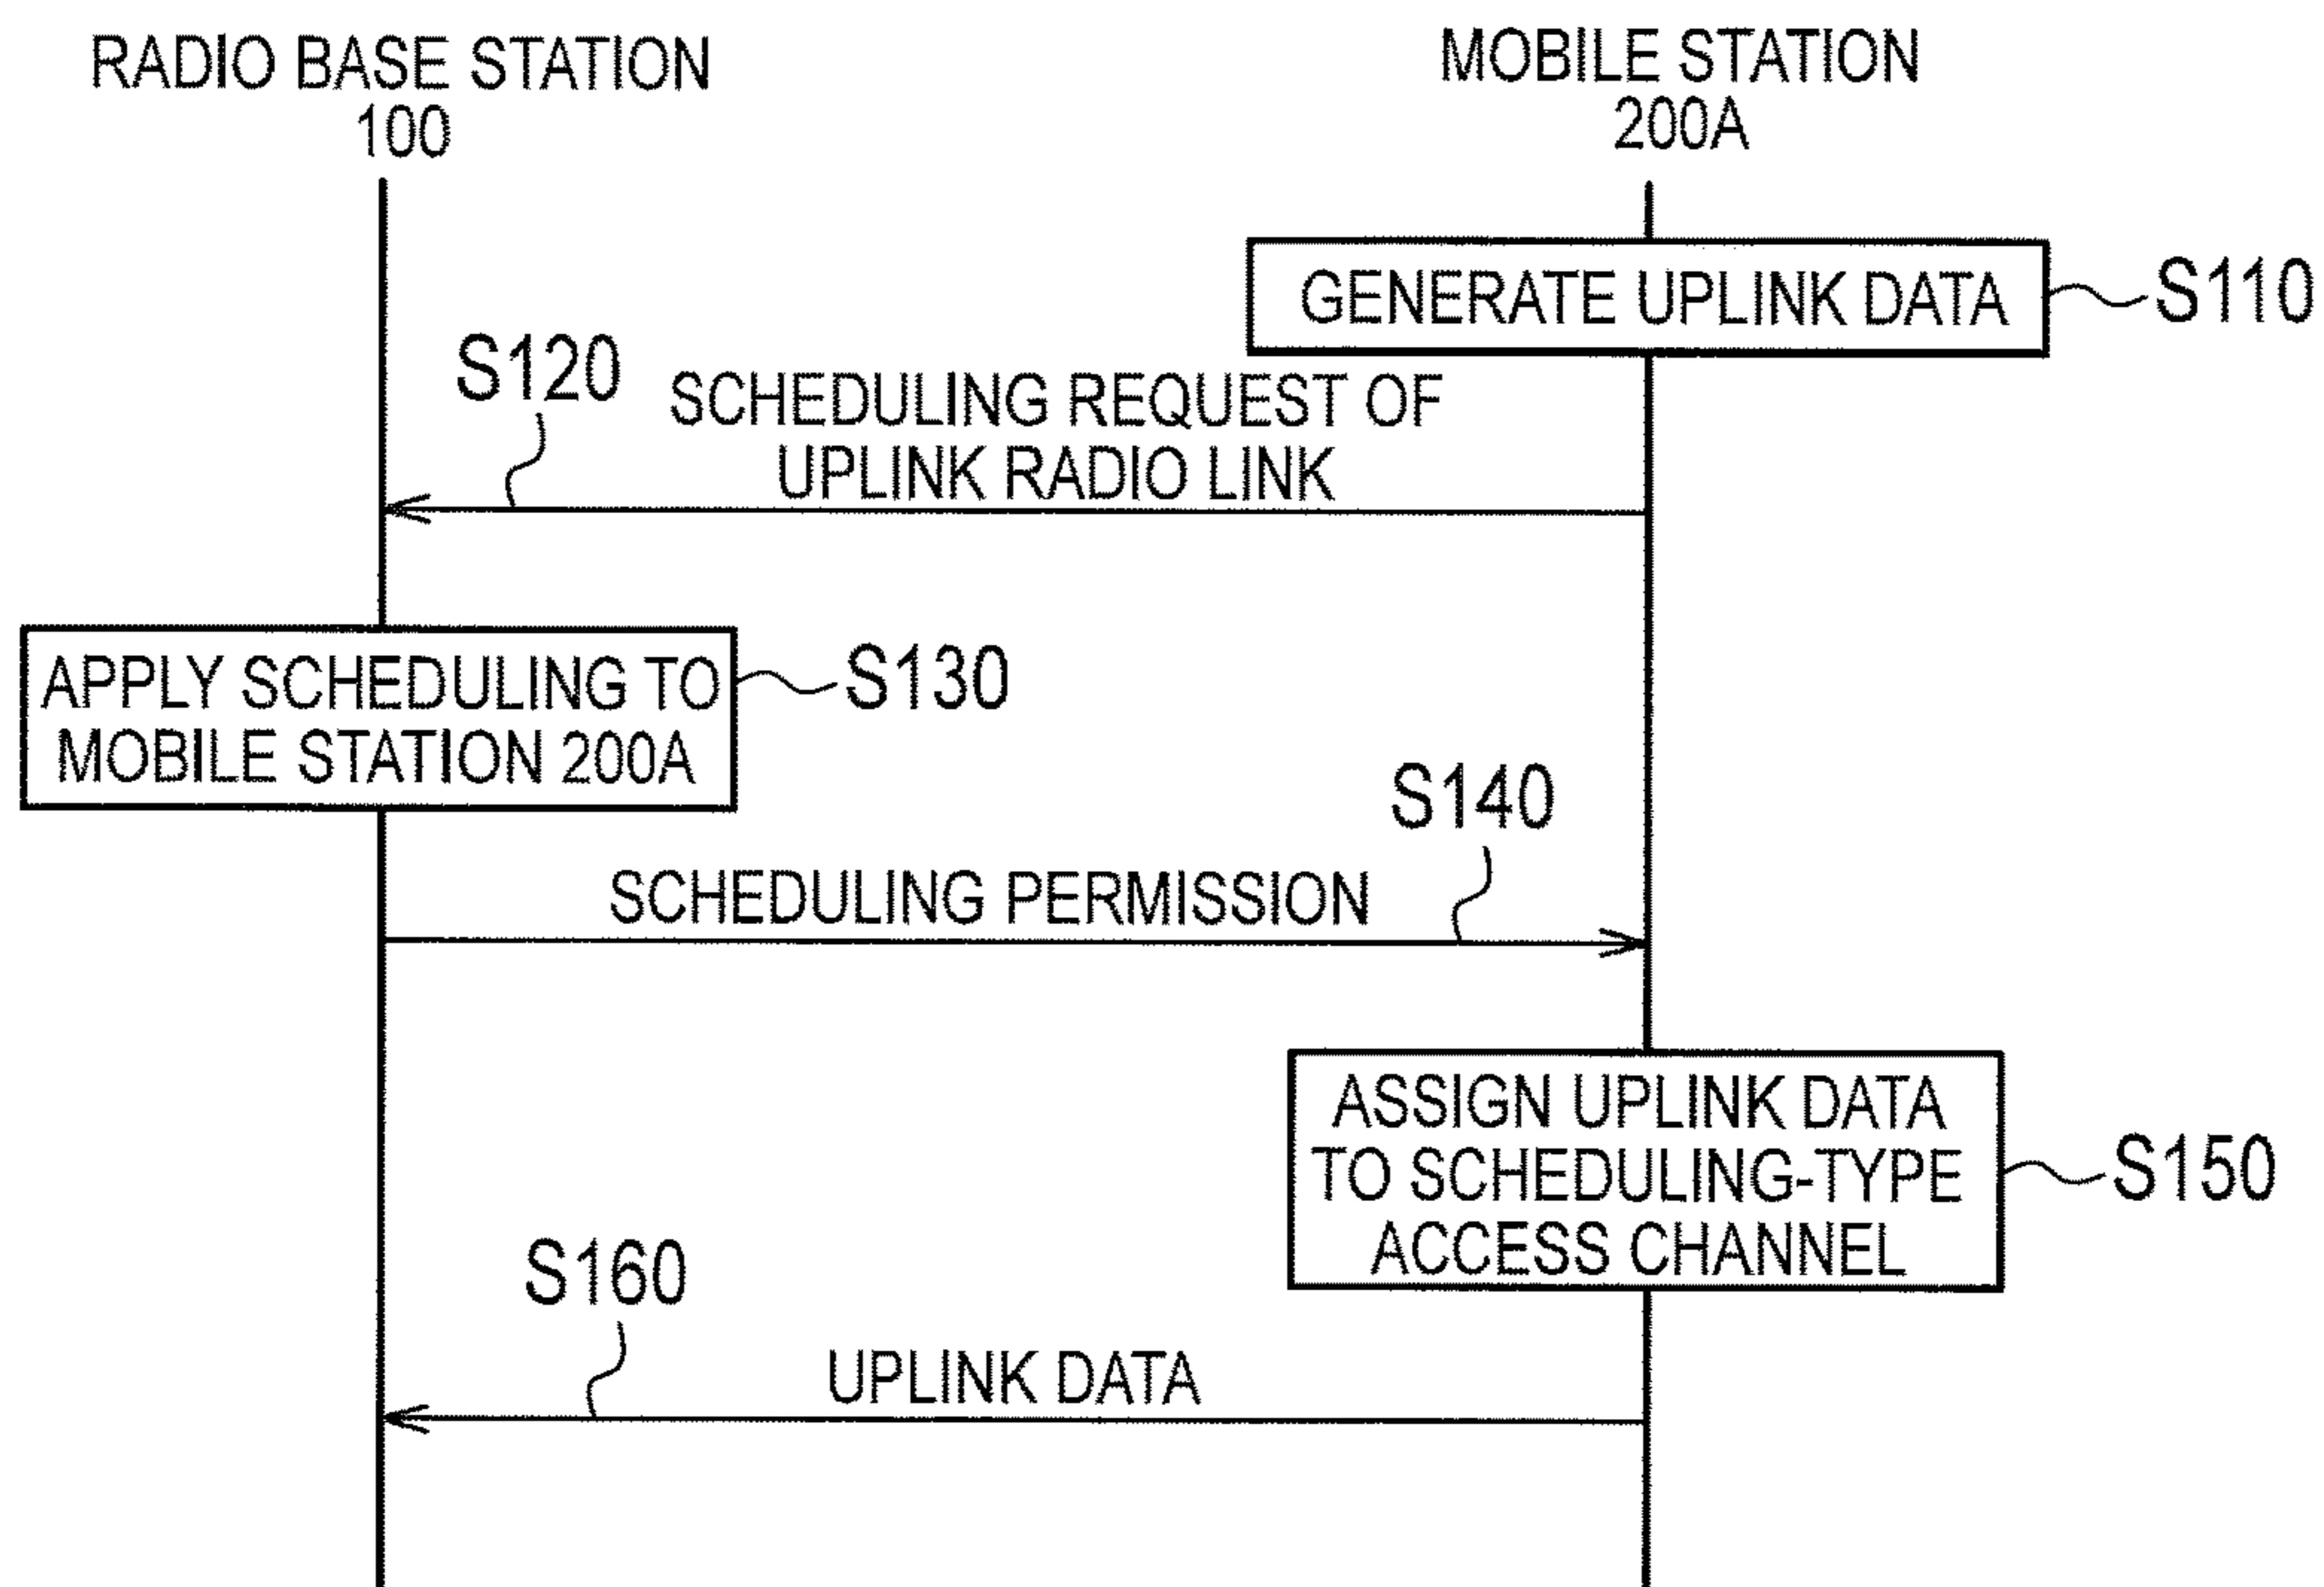 RADIO BASE STATION
100
MOBILE STATION
200A
GENERATE UPLINK DATA
S110
S120
SCHEDULING REQUEST OF
UPLINK RADIO LINK
APPLY SCHEDULING TO
MOBILE STATION 200A
S130
S140
SCHEDULING PERMISSION
ASSIGN UPLINK DATA
TO SCHEDULING-TYPE
ACCESS CHANNEL
S150
S160
UPLINK DATA